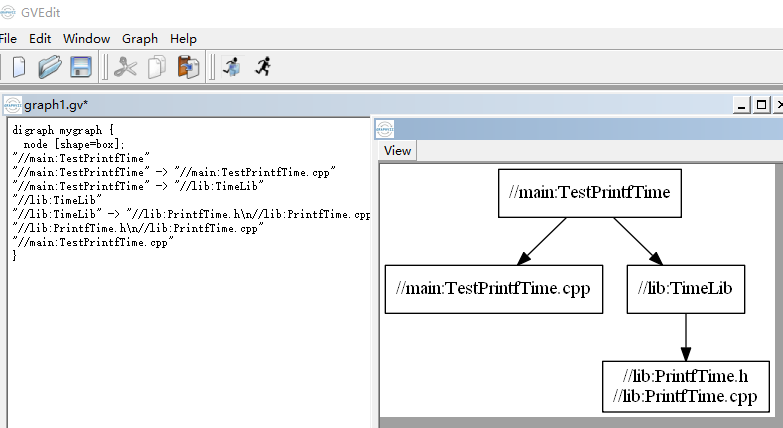 GVEdit
File Edit Window Graph Help
graph1.gv*
digraph mygraph {
node [shape=box];
"//main:TestPrintfTime"
"//main:TestPrintfTime" -> "//main:TestPrintfTime.cpp"
"//main:TestPrintfTime" -> "//lib:TimeLib"
"//lib:TimeLib"
"//lib:TimeLib" -> "//lib:PrintfTime.h\n//lib:PrintfTime.cpp
"//lib:PrintfTime.h\n//lib:PrintfTime.cpp"
"//main:TestPrintfTime.cpp"
}
View
//main:TestPrintfTime
//main:TestPrintfTime.cpp
//lib:TimeLib
//lib:PrintfTime.h
//lib:PrintfTime.cpp